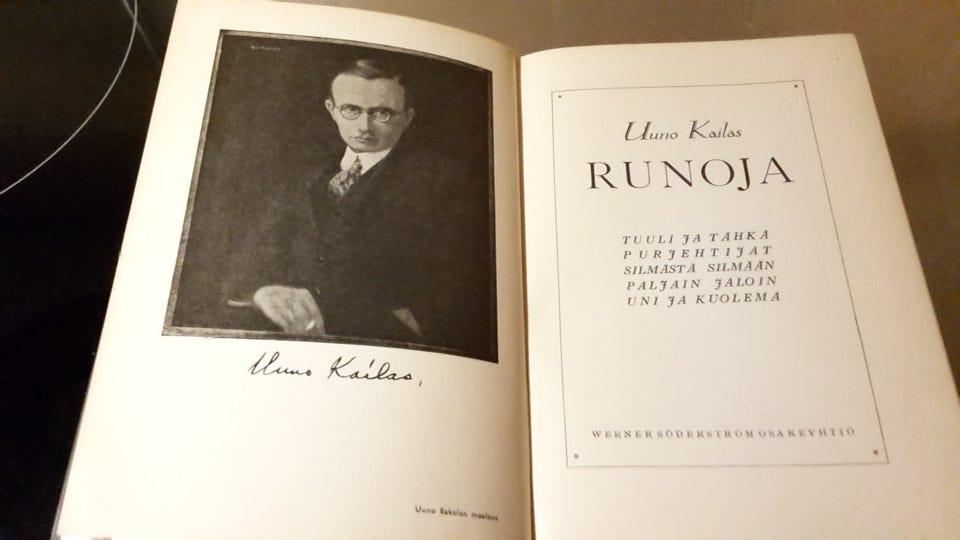 Uuno Kailas.
Uuno Eskolan maalaus
Uuno Kailas
RUNOJA
TUULI JA TÄHKÄ
PURJEHTIJAT
SILMÄSTÄ SILMÄÄN
PALJAIN JALOIN
UNI JA KUOLEMA
WERNER SÖDERSTRÖM OSAKEYHTIÖ